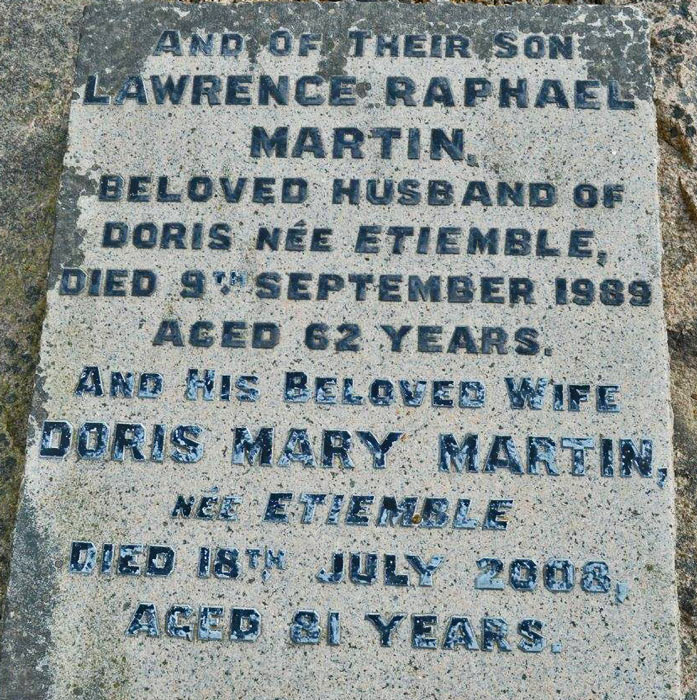 AND OF THEIR SON
LAWRENCE RAPHAEL
MARTIN,
BELOVED HUSBAND OF
DORIS NÉE ETIEMBLE,
DIED 9TH SEPTEMBER 1989
AGED 62 YEARS.
AND HIS BELOVED WIFE
DORIS MARY MARTIN,
NÉE ETIEMBLE
DIED 18TH JULY 2008,
AGED 81 YEARS.